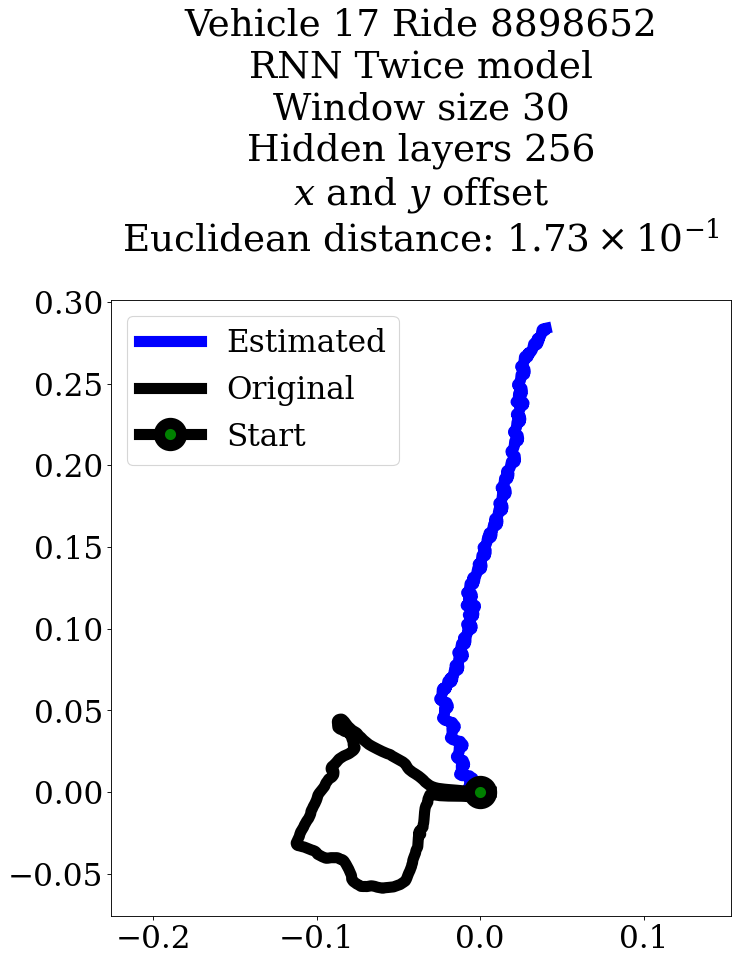 Vehicle 17 Ride 8898652
RNN Twice model
Window size 30
Hidden layers 256
x and y offset
Euclidean distance: 1.73 × 10⁻¹
0.30
0.25
0.20
0.15
0.10
0.05
0.00
−0.05
Estimated
Original
Start
−0.2
−0.1
0.0
0.1